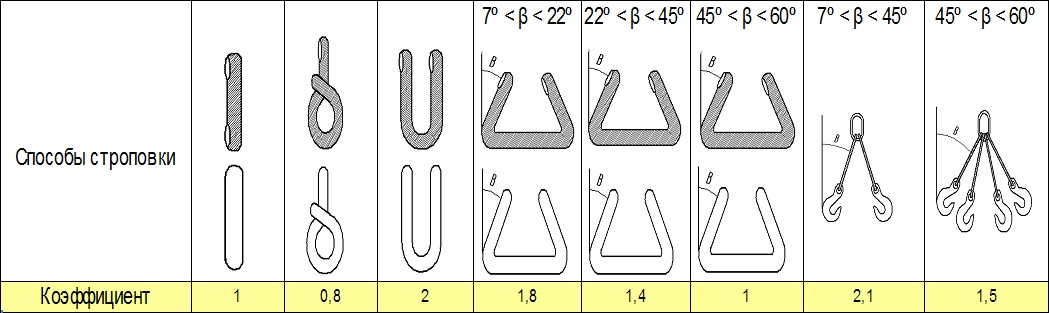 7º < β < 22º 22º < β < 45º 45º < β < 60º 7º < β < 45º 45º < β < 60º
β β β β β
Способы строповки
β β β
Коэффициент 1 0,8 2 1,8 1,4 1 2,1 1,5